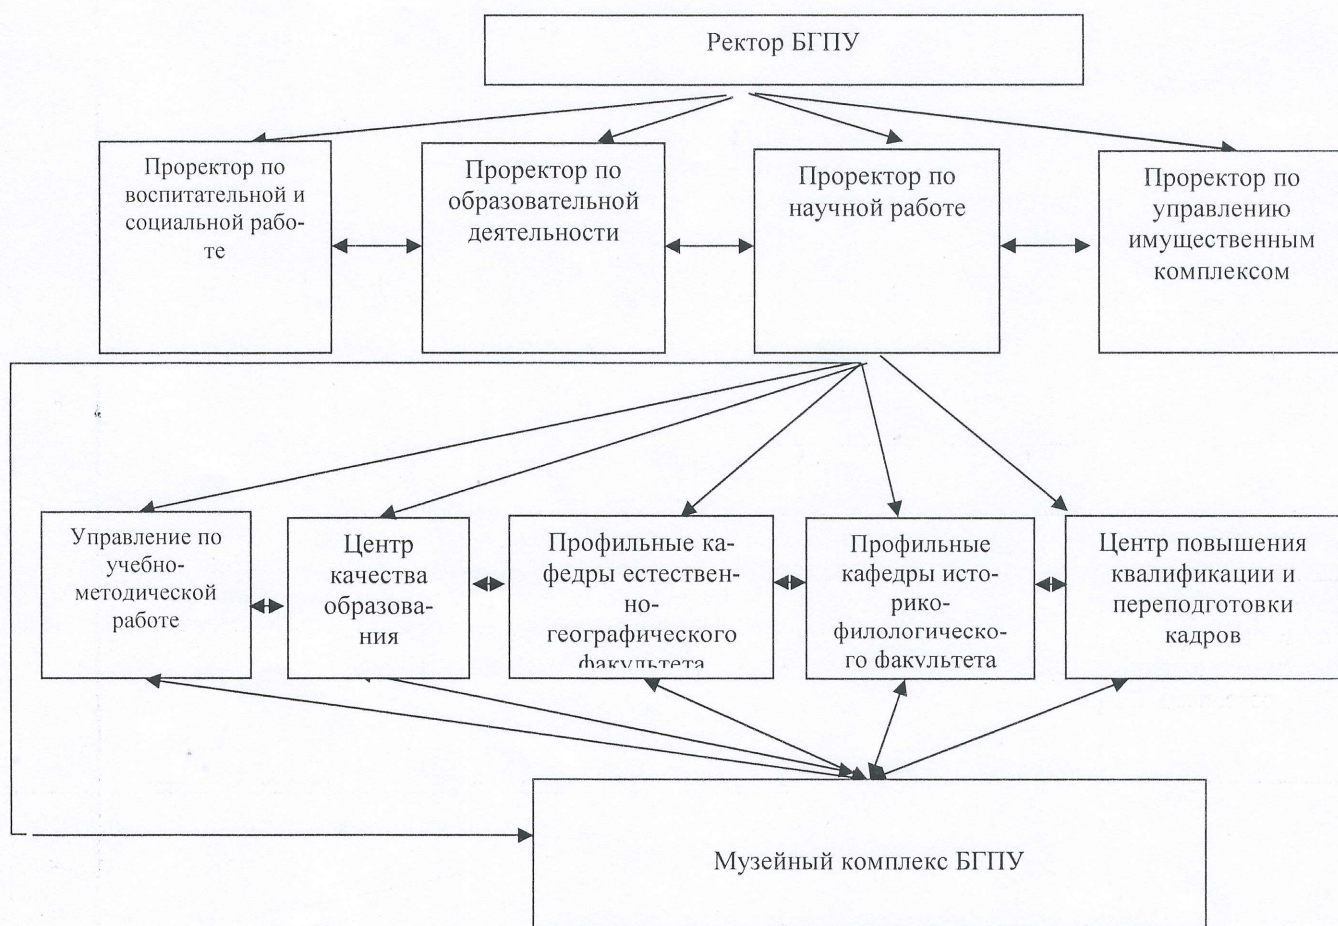 Ректор БГПУ
Проректор по
воспитательной и
социальной рабо-
те
Проректор по
образовательной
деятельности
Проректор по
научной работе
Проректор по
управлению
имущественным
комплексом
Управление по
учебно-
методической
работе
Центр
качества
образова-
ния
Профильные ка-
федры естествен-
но-
географического
факультета
Профильные
кафедры исто-
рико-
филологическо-
го факультета
Центр повышения
квалификации и
переподготовки
кадров
Музейный комплекс БГПУ